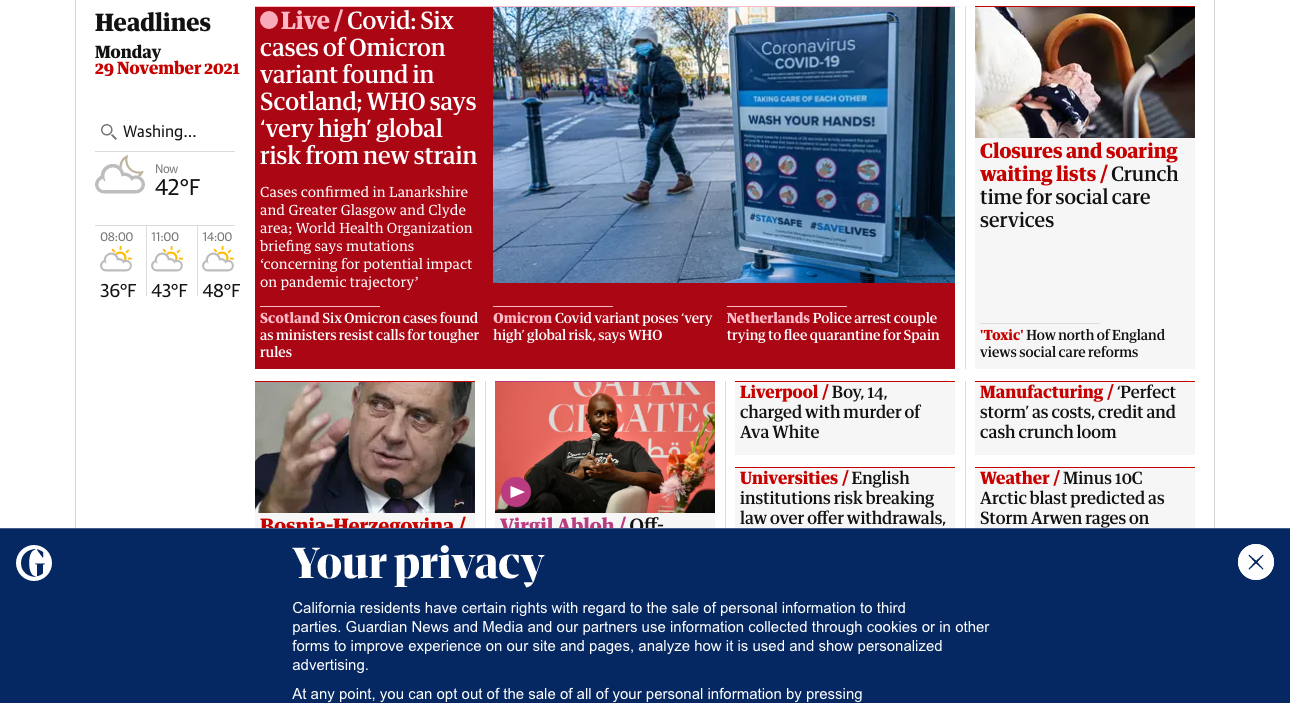 Headlines
Monday
29 November 2021
Washing...
Now
42°F
08:00
11:00
14:00
36°F
43°F
48°F
Live / Covid: Six
cases of Omicron
variant found in
Scotland; WHO says
‘very high’ global
risk from new strain
Cases confirmed in Lanarkshire
and Greater Glasgow and Clyde
area; World Health Organization
briefing says mutations
‘concerning for potential impact
on pandemic trajectory’
Coronavirus
COVID-19
TAKING CARE OF EACH OTHER
WASH YOUR HANDS!
#STAYSAFE #SAVELIVES
Scotland Six Omicron cases found
as ministers resist calls for tougher
rules
Omicron Covid variant poses ‘very
high’ global risk, says WHO
Netherlands Police arrest couple
trying to flee quarantine for Spain
Closures and soaring
waiting lists / Crunch
time for social care
services
'Toxic' How north of England
views social care reforms
QATAR
CREATES
Bosnia-Herzegovina /
Virgil Abloh / Off-
Liverpool / Boy, 14,
charged with murder of
Ava White
Universities / English
institutions risk breaking
law over offer withdrawals,
Manufacturing / ‘Perfect
storm’ as costs, credit and
cash crunch loom
Weather / Minus 10C
Arctic blast predicted as
Storm Arwen rages on
Your privacy
California residents have certain rights with regard to the sale of personal information to third
parties. Guardian News and Media and our partners use information collected through cookies or in other
forms to improve experience on our site and pages, analyze how it is used and show personalized
advertising.
At any point, you can opt out of the sale of all of your personal information by pressing